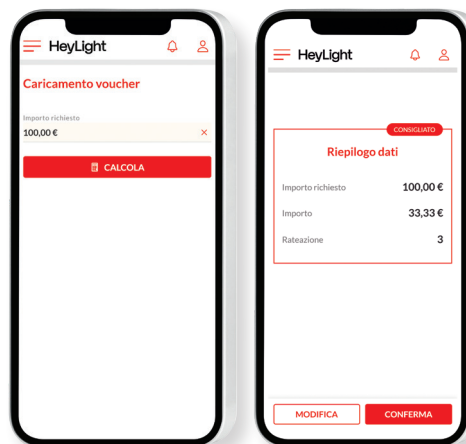 HeyLight
Caricamento voucher
Importo richiesto
100,00 €
CALCOLA
HeyLight
CONSIGLIATO
Riepilogo dati
Importo richiesto 100,00 €
Importo 33,33 €
Rateazione 3
MODIFICA CONFERMA